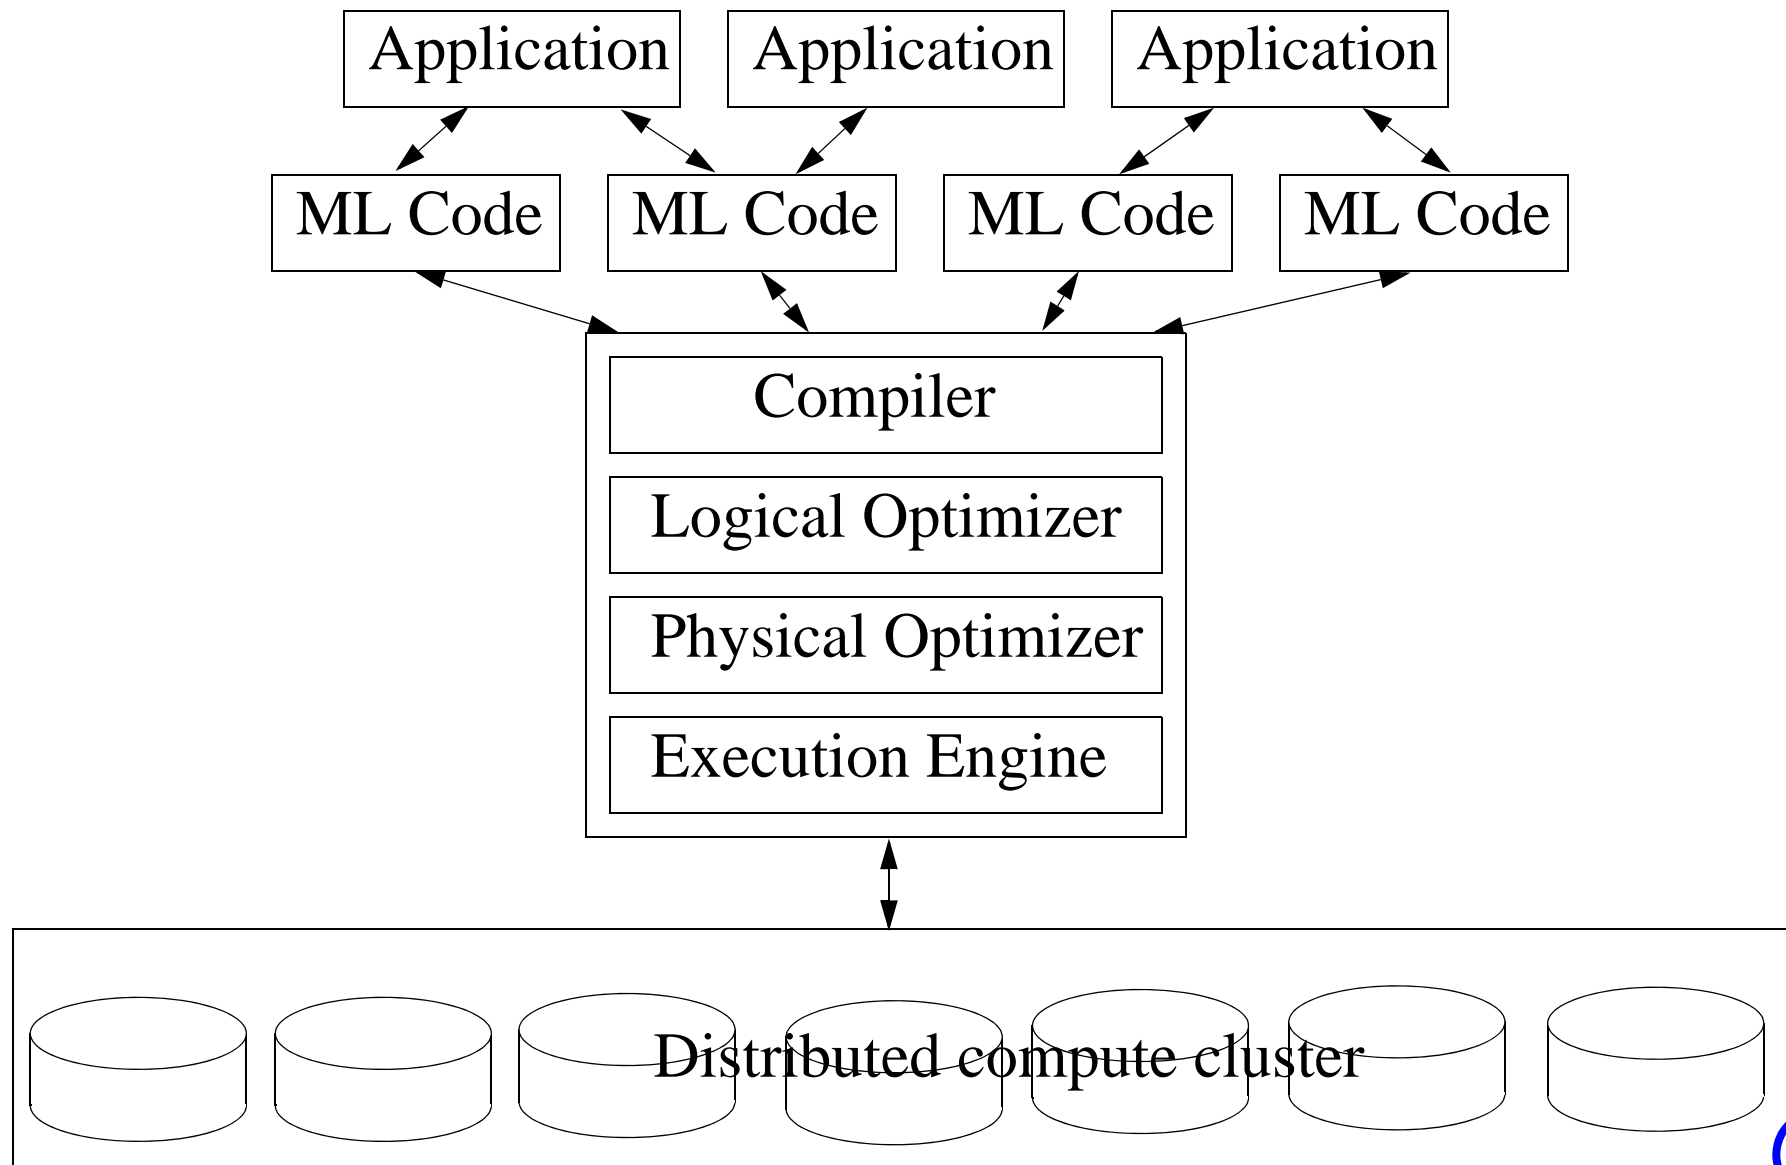 Application
Application
Application
ML Code
ML Code
ML Code
ML Code
Compiler
Logical Optimizer
Physical Optimizer
Execution Engine
Distributed compute cluster